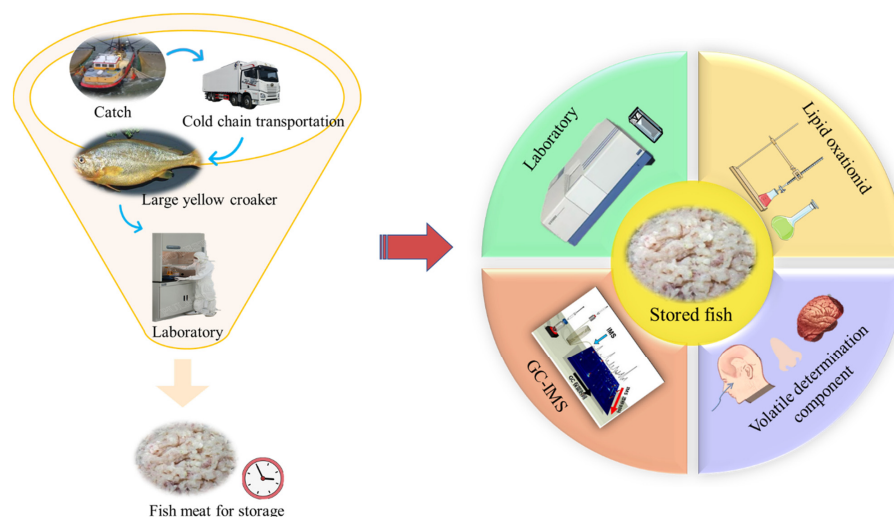 Catch
Cold chain transportation
Large yellow croaker
Laboratory
Fish meat for storage
Laboratory
Lipid oxationid
Stored fish
GC-IMS
IMS
Volatile determination
component